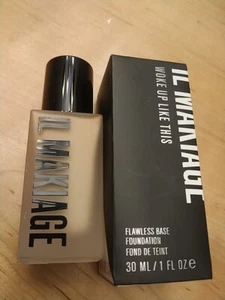 IL MAKIAGE
IL MAKIAGE
WOKE UP LIKE THIS
FLAWLESS BASE
FOUNDATION
FOND DE TEINT
30 ML / 1 FL OZ e